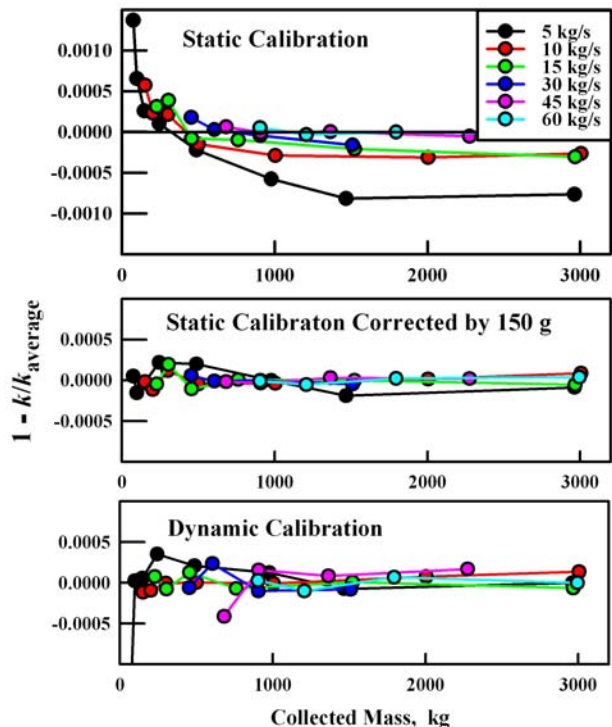 Static Calibration
5 kg/s
10 kg/s
15 kg/s
30 kg/s
45 kg/s
60 kg/s
0.0010
0.0005
0.0000
-0.0005
-0.0010
0 1000 2000 3000
Static Calibraton Corrected by 150 g
0.0005
0.0000
-0.0005
0 1000 2000 3000
Dynamic Calibration
0.0005
0.0000
-0.0005
0 1000 2000 3000
Collected Mass, kg
1 - k/kaverage